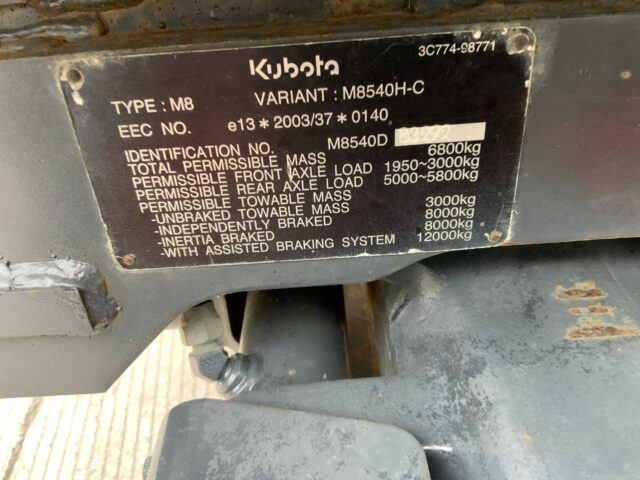 3C774-98771
Kubota
TYPE : M8 VARIANT : M8540H-C
EEC NO. e13*2003/37*0140
IDENTIFICATION NO. M8540D
TOTAL PERMISSIBLE MASS 6800kg
PERMISSIBLE FRONT AXLE LOAD 1950~3000kg
PERMISSIBLE REAR AXLE LOAD 5000~5800kg
PERMISSIBLE TOWABLE MASS
-UNBRAKED TOWABLE MASS 3000kg
-INDEPENDENTLY BRAKED 8000kg
-INERTIA BRAKED 8000kg
-WITH ASSISTED BRAKING SYSTEM 12000kg